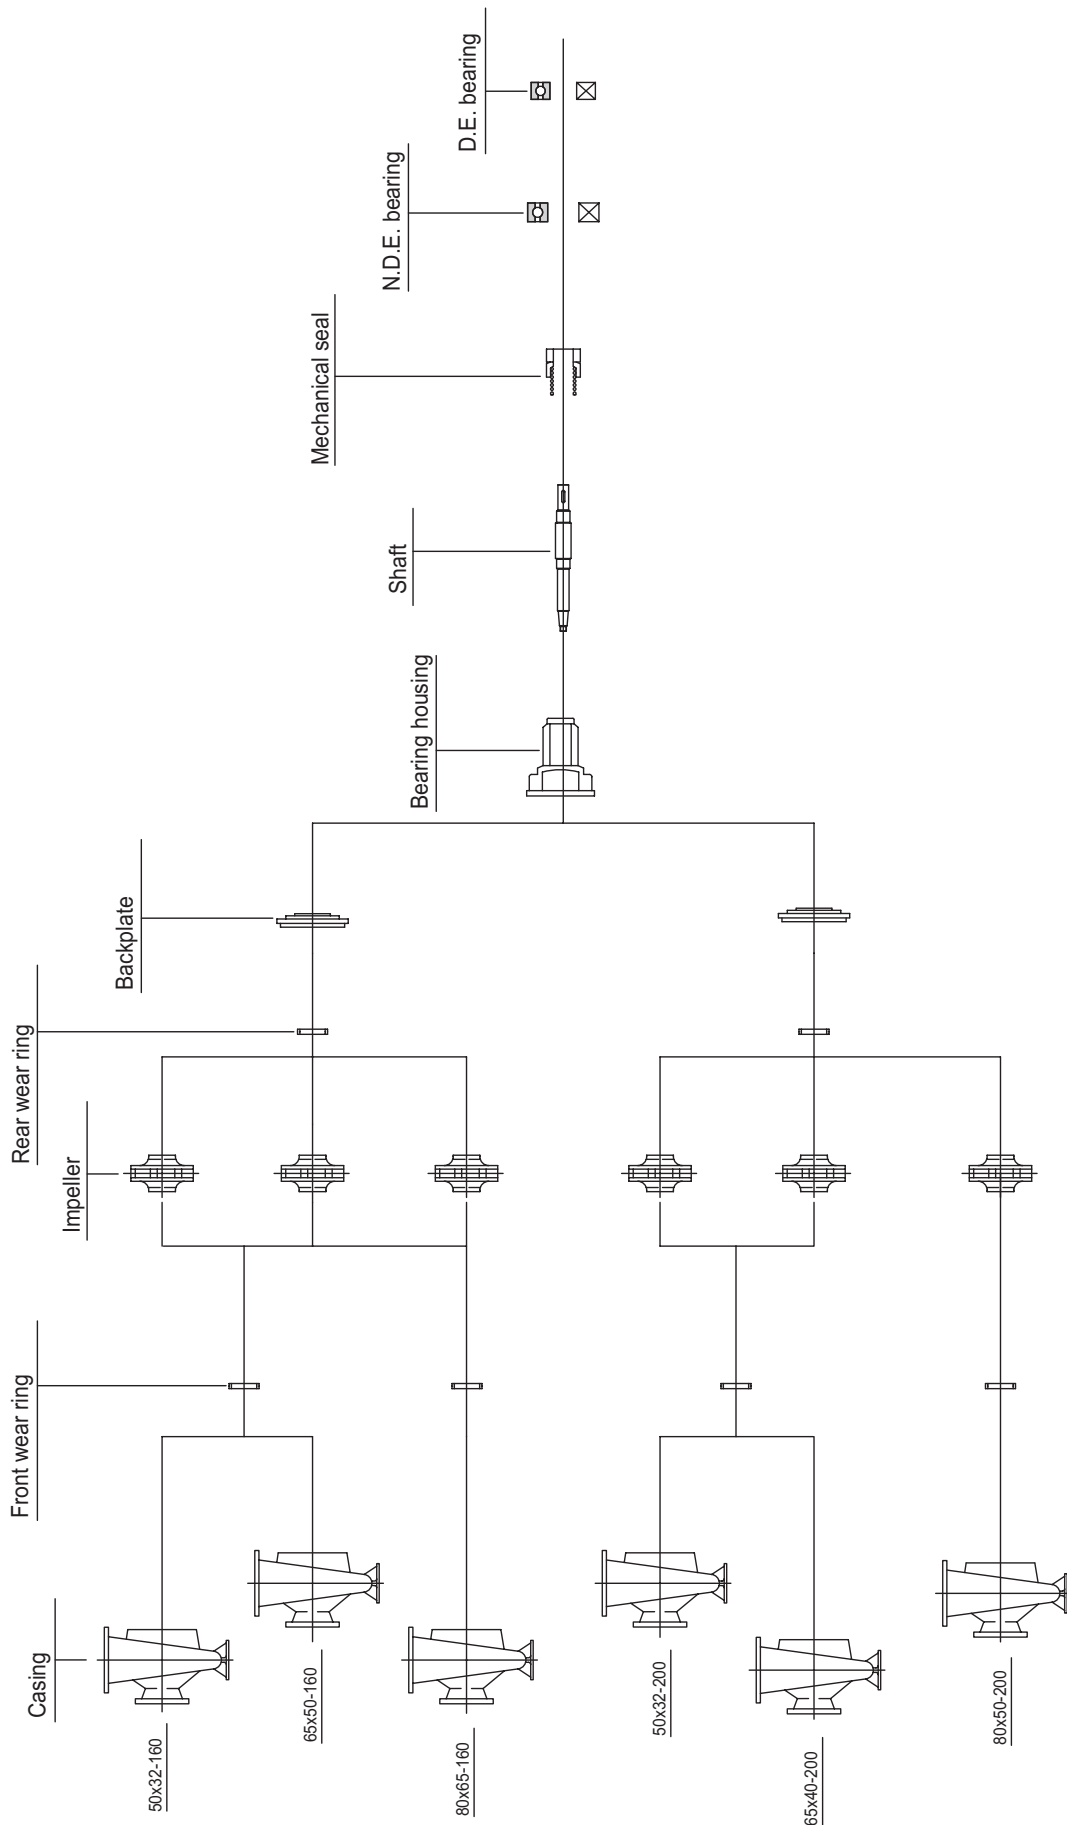 Casing
Front wear ring
Impeller
Rear wear ring
Backplate
Bearing housing
Shaft
Mechanical seal
N.D.E. bearing
D.E. bearing
50x32-160
65x50-160
80x65-160
50x32-200
65x40-200
80x50-200